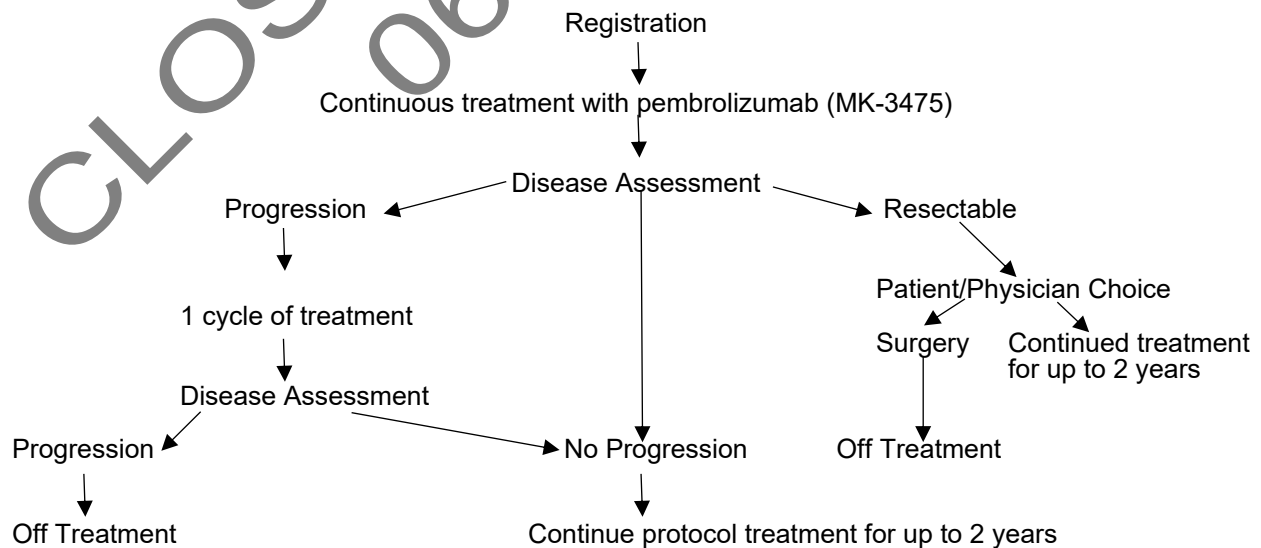 Registration
Continuous treatment with pembrolizumab (MK-3475)
Disease Assessment
Progression
Resectable
Patient/Physician Choice
1 cycle of treatment
Surgery
Continued treatment
for up to 2 years
Disease Assessment
Progression
No Progression
Off Treatment
Off Treatment
Continue protocol treatment for up to 2 years
CLOS
06